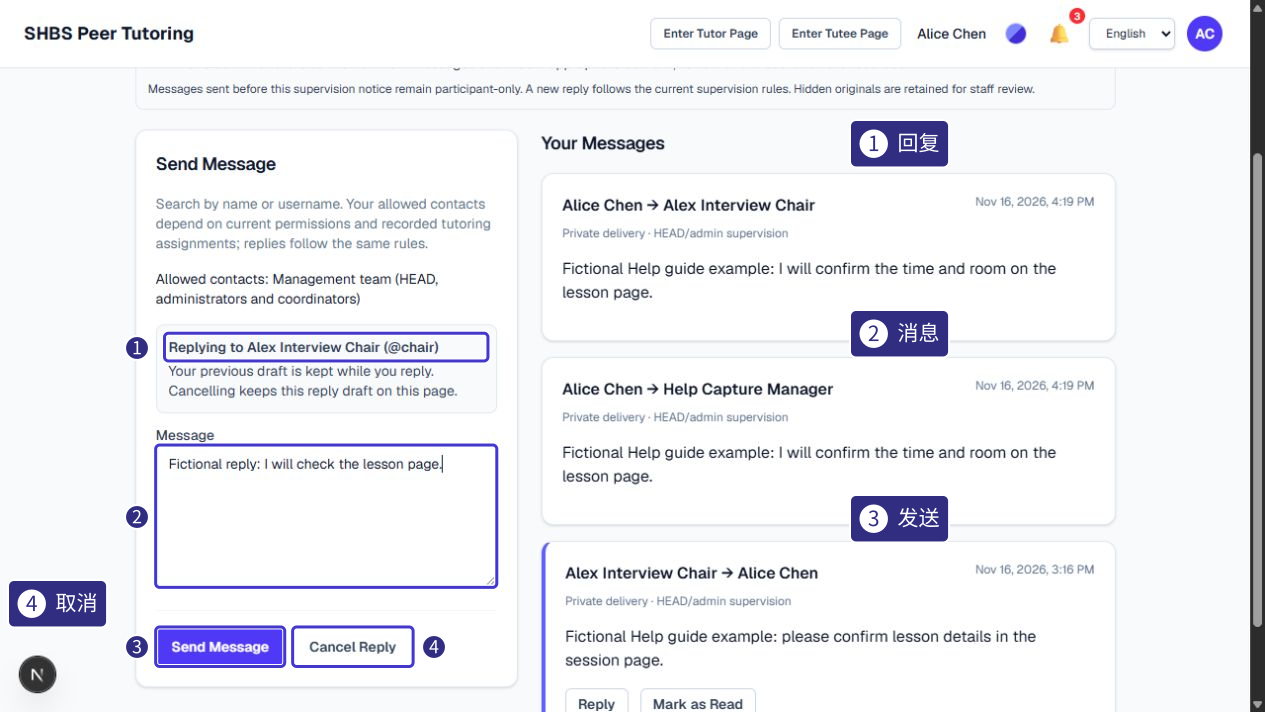 SHBS Peer Tutoring
Enter Tutor Page
Enter Tutee Page
Alice Chen
3
English
AC
Messages sent before this supervision notice remain participant-only. A new reply follows the current supervision rules. Hidden originals are retained for staff review.
Send Message
Search by name or username. Your allowed contacts
depend on current permissions and recorded tutoring
assignments; replies follow the same rules.
Allowed contacts: Management team (HEAD,
administrators and coordinators)
1
Replying to Alex Interview Chair (@chair)
Your previous draft is kept while you reply.
Cancelling keeps this reply draft on this page.
Message
2
Fictional reply: I will check the lesson page.
4 取消
3
Send Message
Cancel Reply
4
N
Your Messages
1 回复
Alice Chen → Alex Interview Chair
Nov 16, 2026, 4:19 PM
Private delivery · HEAD/admin supervision
Fictional Help guide example: I will confirm the time and room on the
lesson page.
2 消息
Alice Chen → Help Capture Manager
Nov 16, 2026, 4:19 PM
Private delivery · HEAD/admin supervision
Fictional Help guide example: I will confirm the time and room on the
lesson page.
3 发送
Alex Interview Chair → Alice Chen
Nov 16, 2026, 3:16 PM
Private delivery · HEAD/admin supervision
Fictional Help guide example: please confirm lesson details in the
session page.
Reply
Mark as Read